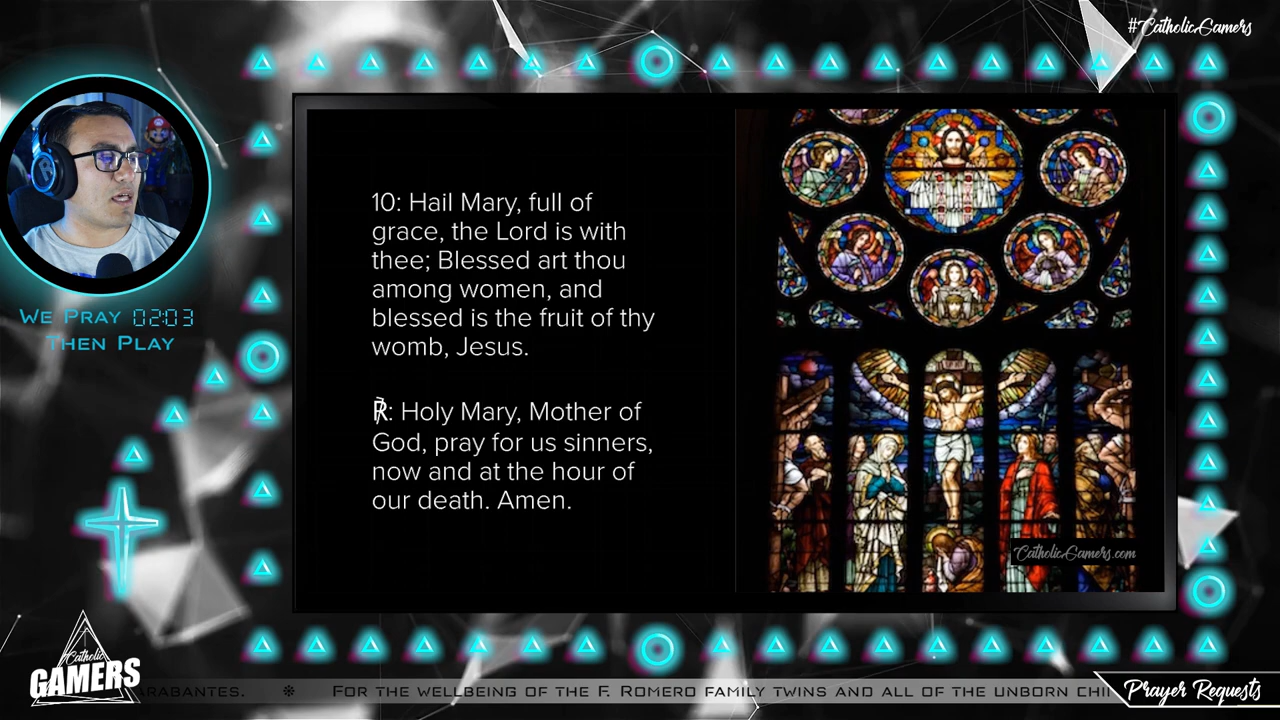 #CatholicGamers
10: Hail Mary, full of
grace, the Lord is with
thee; Blessed art thou
among women, and
blessed is the fruit of thy
womb, Jesus.
℟: Holy Mary, Mother of
God, pray for us sinners,
now and at the hour of
our death. Amen.
We Pray 02:03
Then Play
CatholicGamers.com
Catholic
GAMERS
arabantes. ❇ For the wellbeing of the F. Romero family twins and all of the unborn chi
Prayer Requests